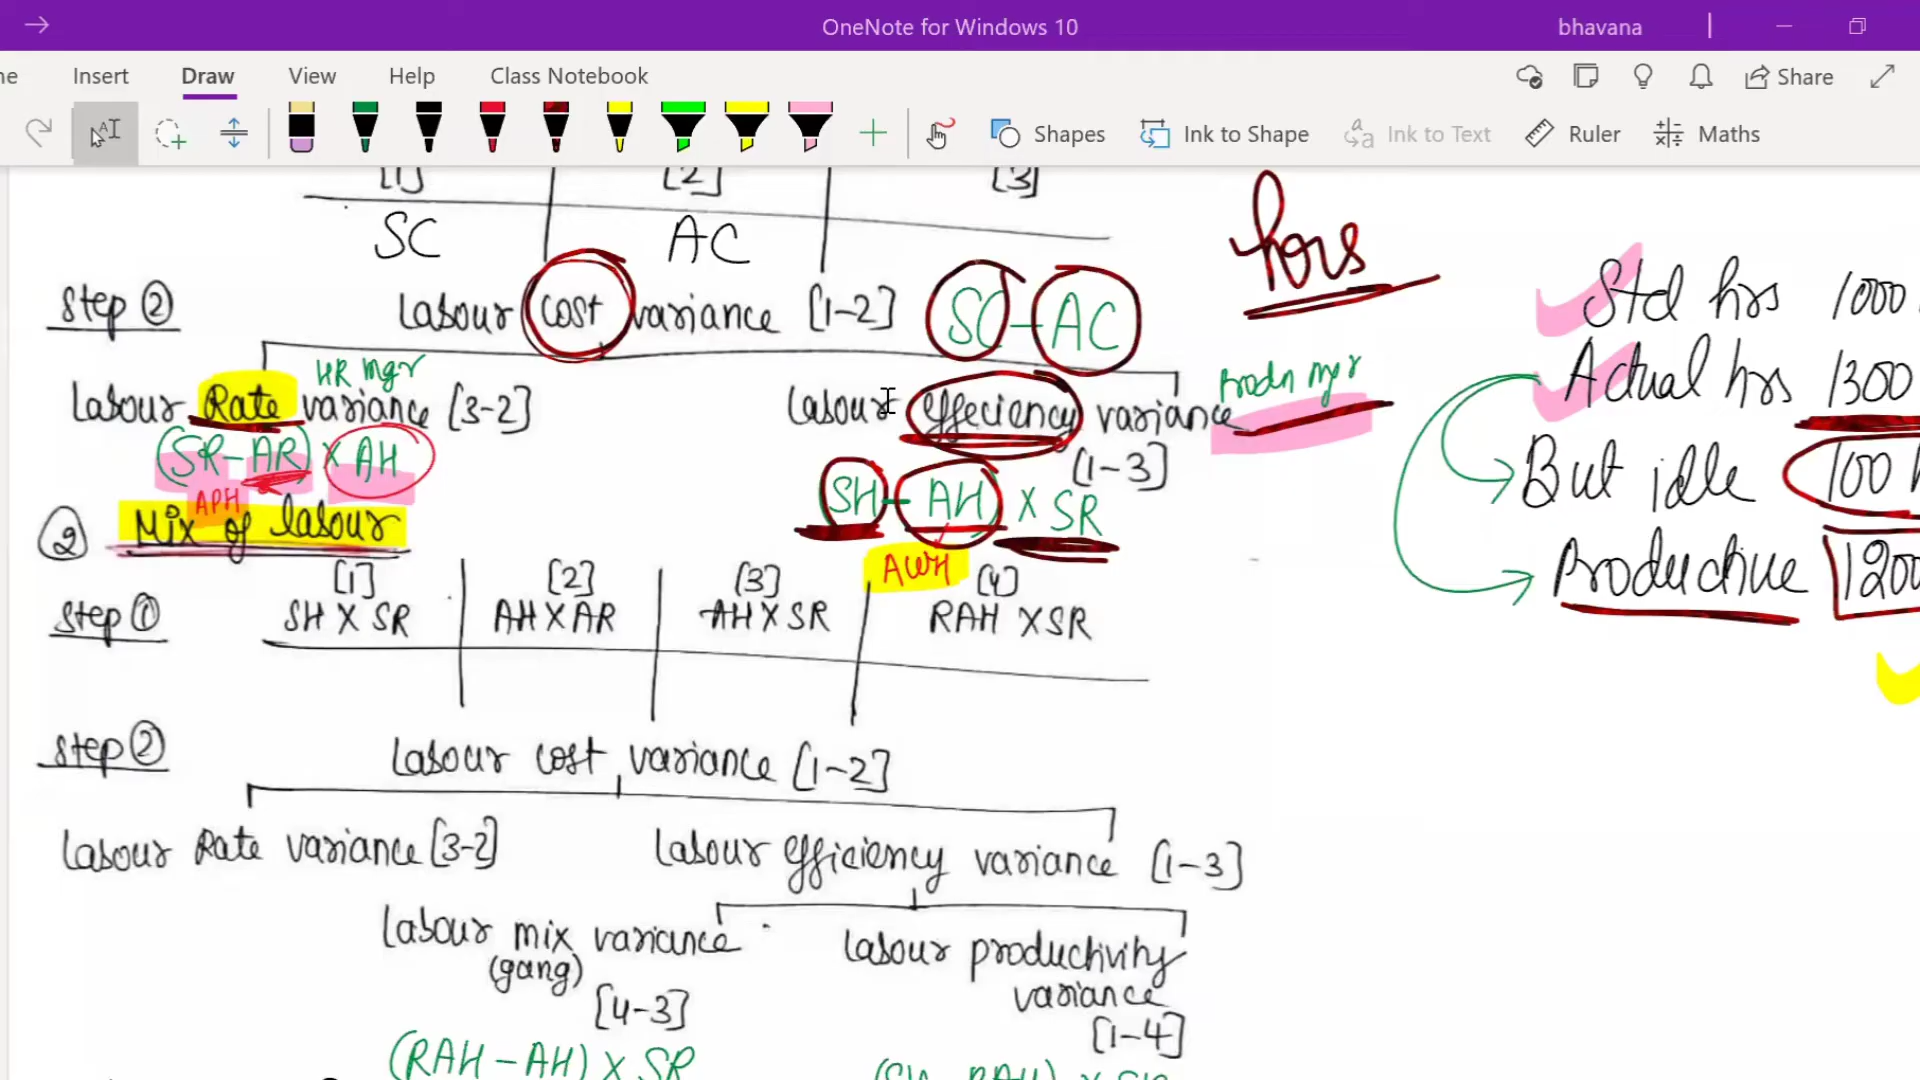 OneNote for Windows 10
bhavana
Insert Draw View Help Class Notebook
Share
Shapes Ink to Shape Ink to Text Ruler Maths
[1] [2] [3]
SC AC
hors
Step ② Labour cost variance [1-2] SC - AC
Std hrs 1000
HR mgr
Prodn mgr
Labour Rate variance [3-2] Labour effeciency variance
Actual hrs 1300
(SR-AR) X AH
[1-3]
APH
SH - AH) X SR
But idle 100 h
② Mix of labour
AWH
Productive 1200
[1] [2] [3] [4]
Step ① SH X SR AH X AR AH X SR RAH X SR
Step ② Labour cost variance [1-2]
Labour Rate variance [3-2] Labour efficiency variance [1-3]
Labour mix variance Labour productivity
(gang) variance
[4-3] [1-4]
(RAH - AH) X SR